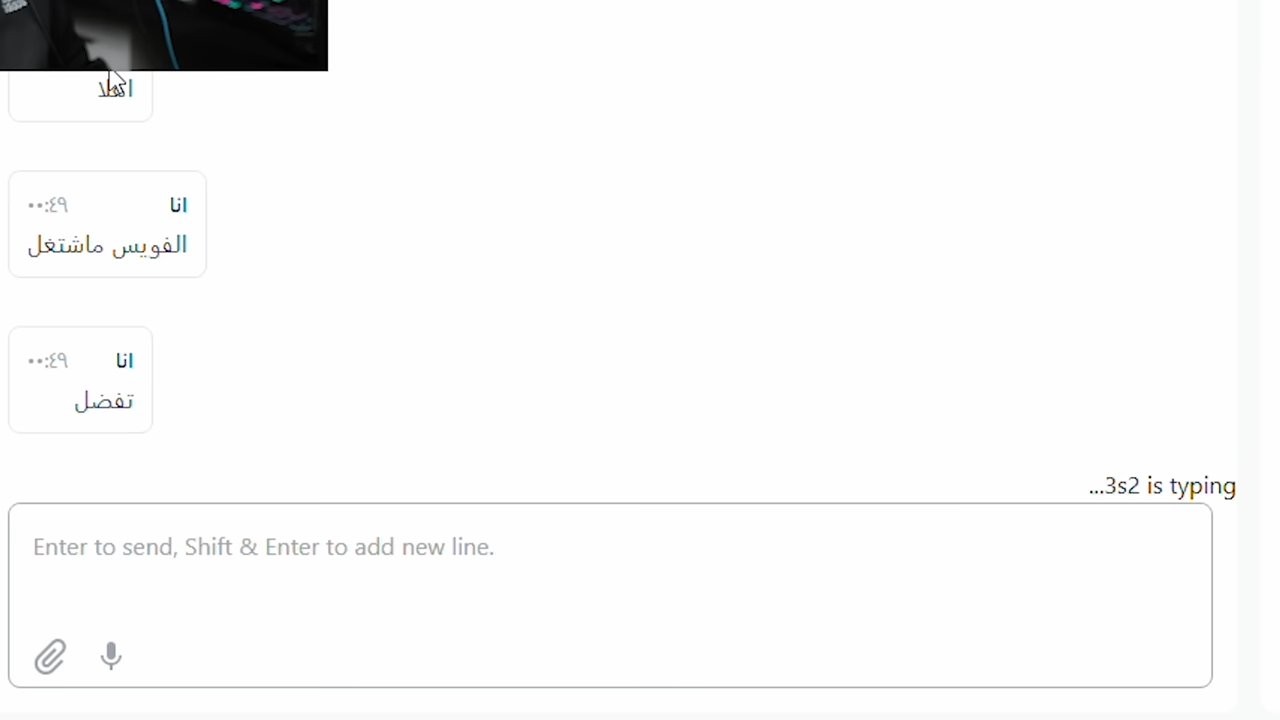 اهلا
انا ٠٠:٤٩
الفويس ماشتغل
انا ٠٠:٤٩
تفضل
...3s2 is typing
Enter to send, Shift & Enter to add new line.